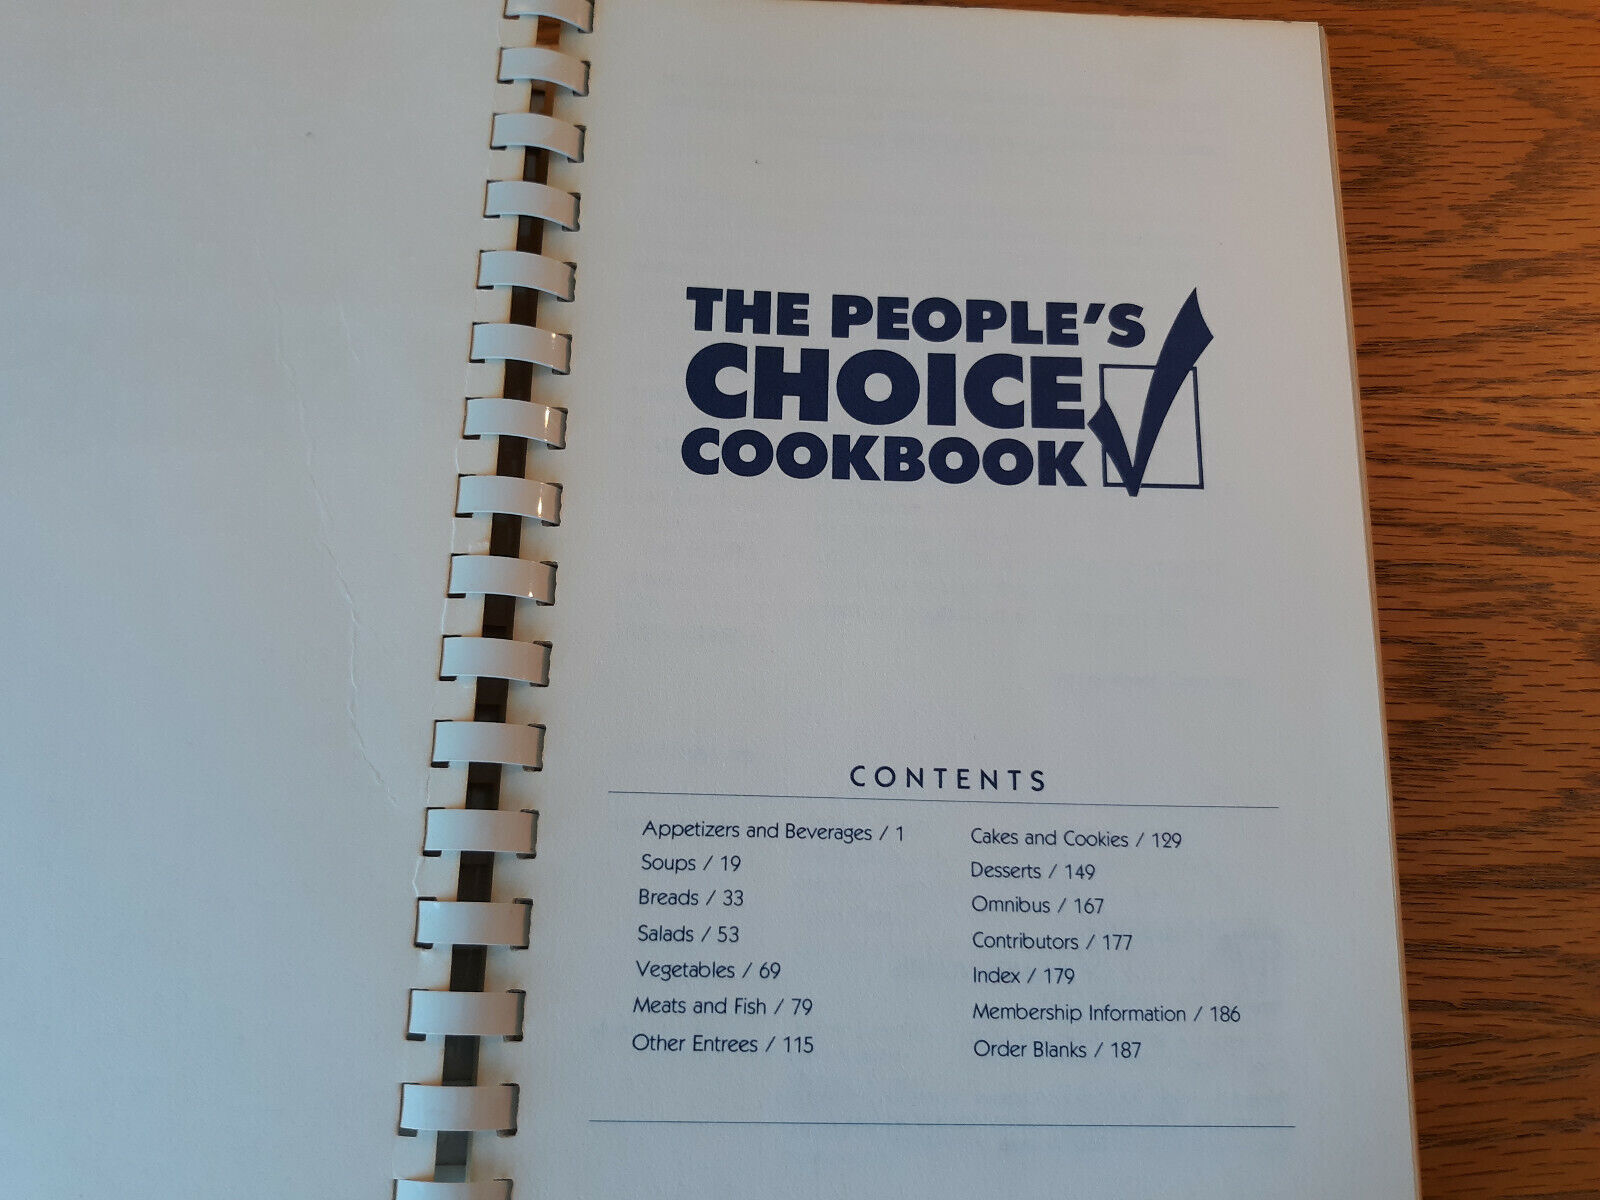 THE PEOPLE'S
CHOICE
COOKBOOK
CONTENTS
Appetizers and Beverages / 1
Soups / 19
Breads / 33
Salads / 53
Vegetables / 69
Meats and Fish / 79
Other Entrees / 115
Cakes and Cookies / 129
Desserts / 149
Omnibus / 167
Contributors / 177
Index / 179
Membership Information / 186
Order Blanks / 187